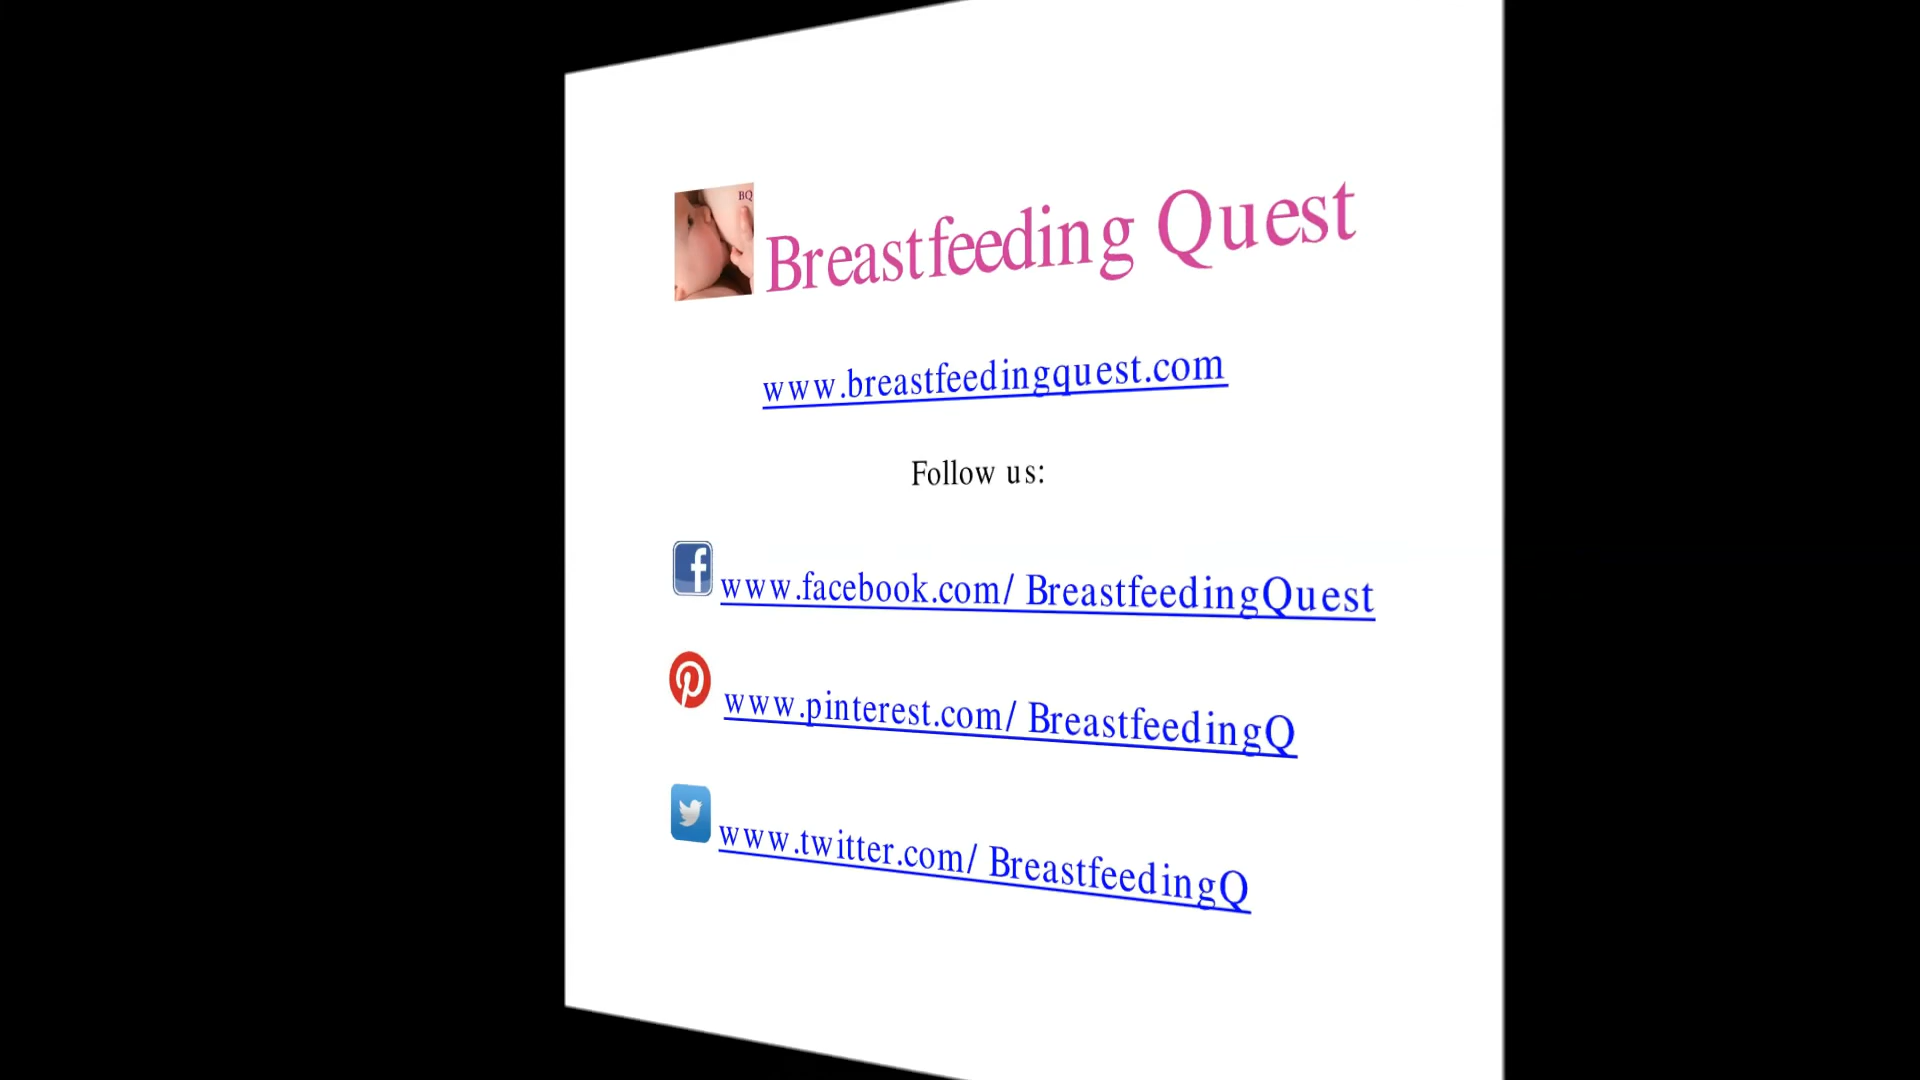 BQ
Breastfeeding Quest
www.breastfeedingquest.com
Follow us:
www.facebook.com/ BreastfeedingQuest
www.pinterest.com/ BreastfeedingQ
www.twitter.com/ BreastfeedingQ